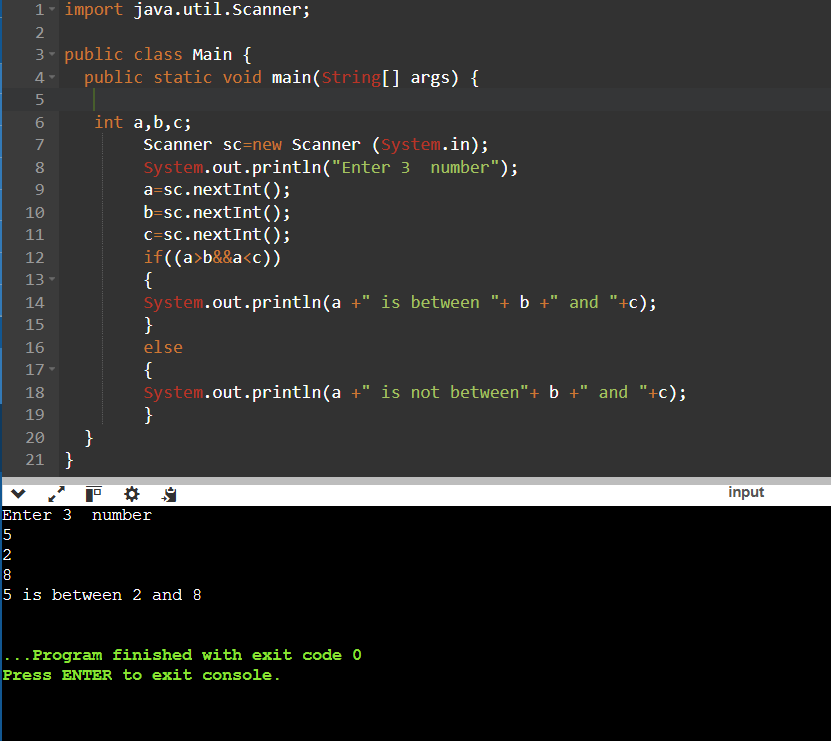 1 import java.util.Scanner;
2
3 public class Main {
4 public static void main(String[] args) {
5
6 int a,b,c;
7 Scanner sc=new Scanner (System.in);
8 System.out.println("Enter 3  number");
9 a=sc.nextInt();
10 b=sc.nextInt();
11 c=sc.nextInt();
12 if((a>b&&a<c))
13 {
14 System.out.println(a +" is between "+ b +" and "+c);
15 }
16 else
17 {
18 System.out.println(a +" is not between"+ b +" and "+c);
19 }
20 }
21 }
input
Enter 3  number
5
2
8
5 is between 2 and 8
...Program finished with exit code 0
Press ENTER to exit console.